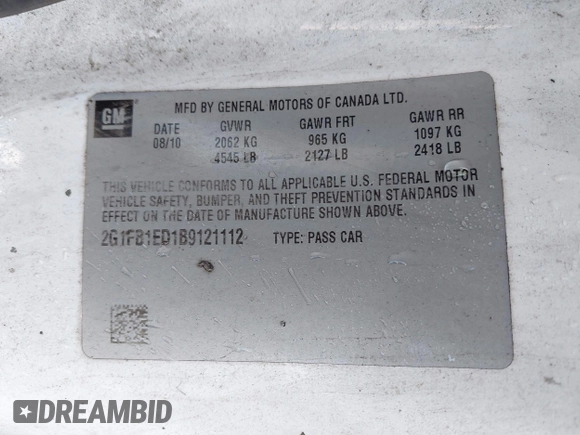 GM
MFD BY GENERAL MOTORS OF CANADA LTD.
DATE GVWR GAWR FRT GAWR RR
08/10 2062 KG 965 KG 1097 KG
4545 LB 2127 LB 2418 LB
THIS VEHICLE CONFORMS TO ALL APPLICABLE U.S. FEDERAL MOTOR
VEHICLE SAFETY, BUMPER, AND THEFT PREVENTION STANDARDS IN
EFFECT ON THE DATE OF MANUFACTURE SHOWN ABOVE.
2G1FB1ED1B9121112 TYPE: PASS CAR
DREAMBID